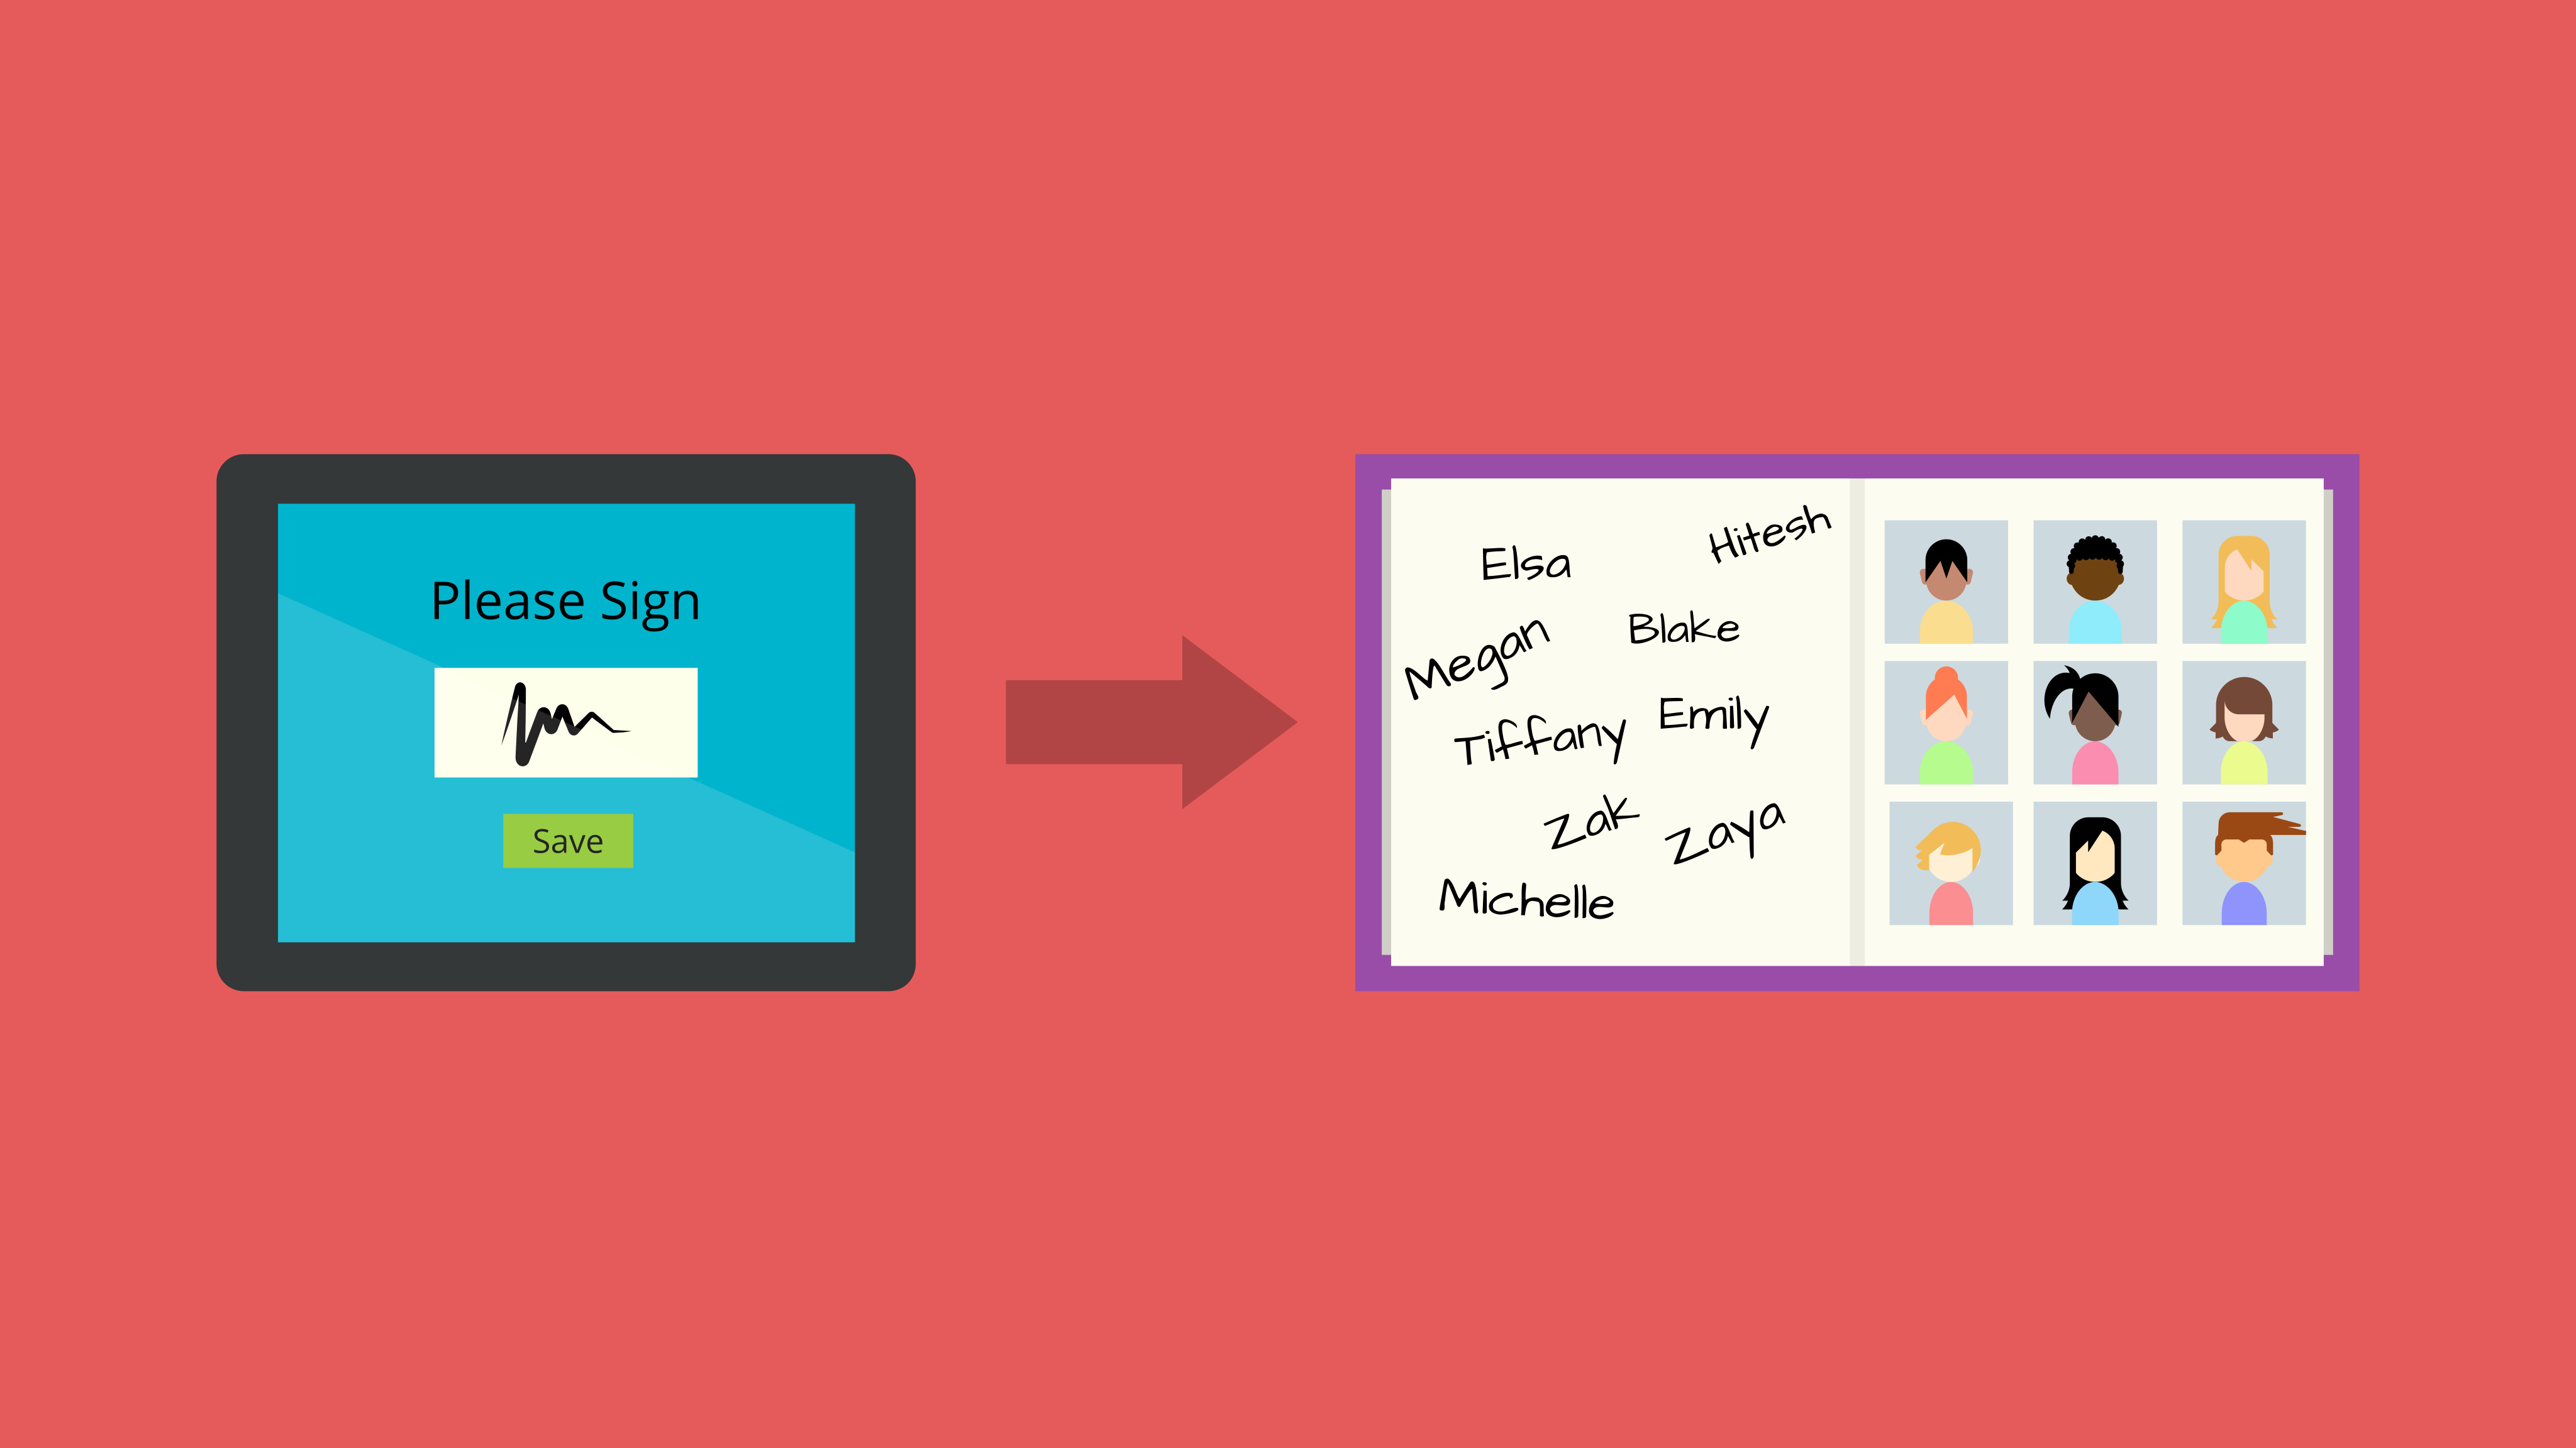 Please Sign
Save
Elsa
Hitesh
Megan
Blake
Tiffany
Emily
Zak
Zaya
Michelle